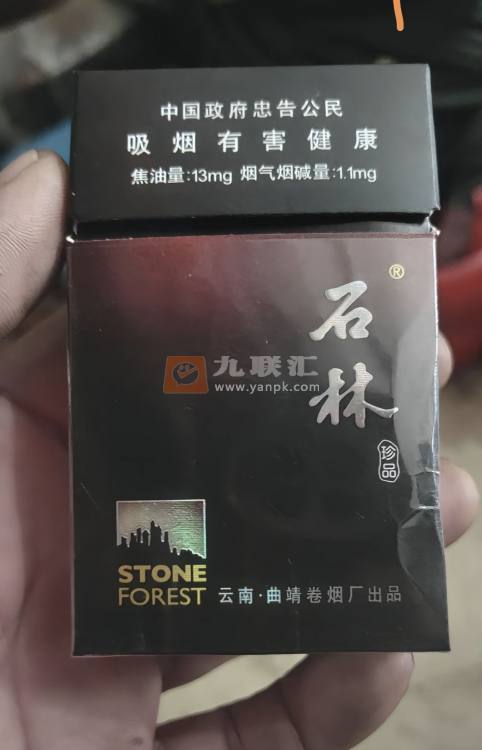 中国政府忠告公民
吸烟有害健康
焦油量:13mg 烟气烟碱量:1.1mg
石林®
珍品
九联汇
www.yanpk.com
STONE
FOREST
云南·曲靖卷烟厂出品